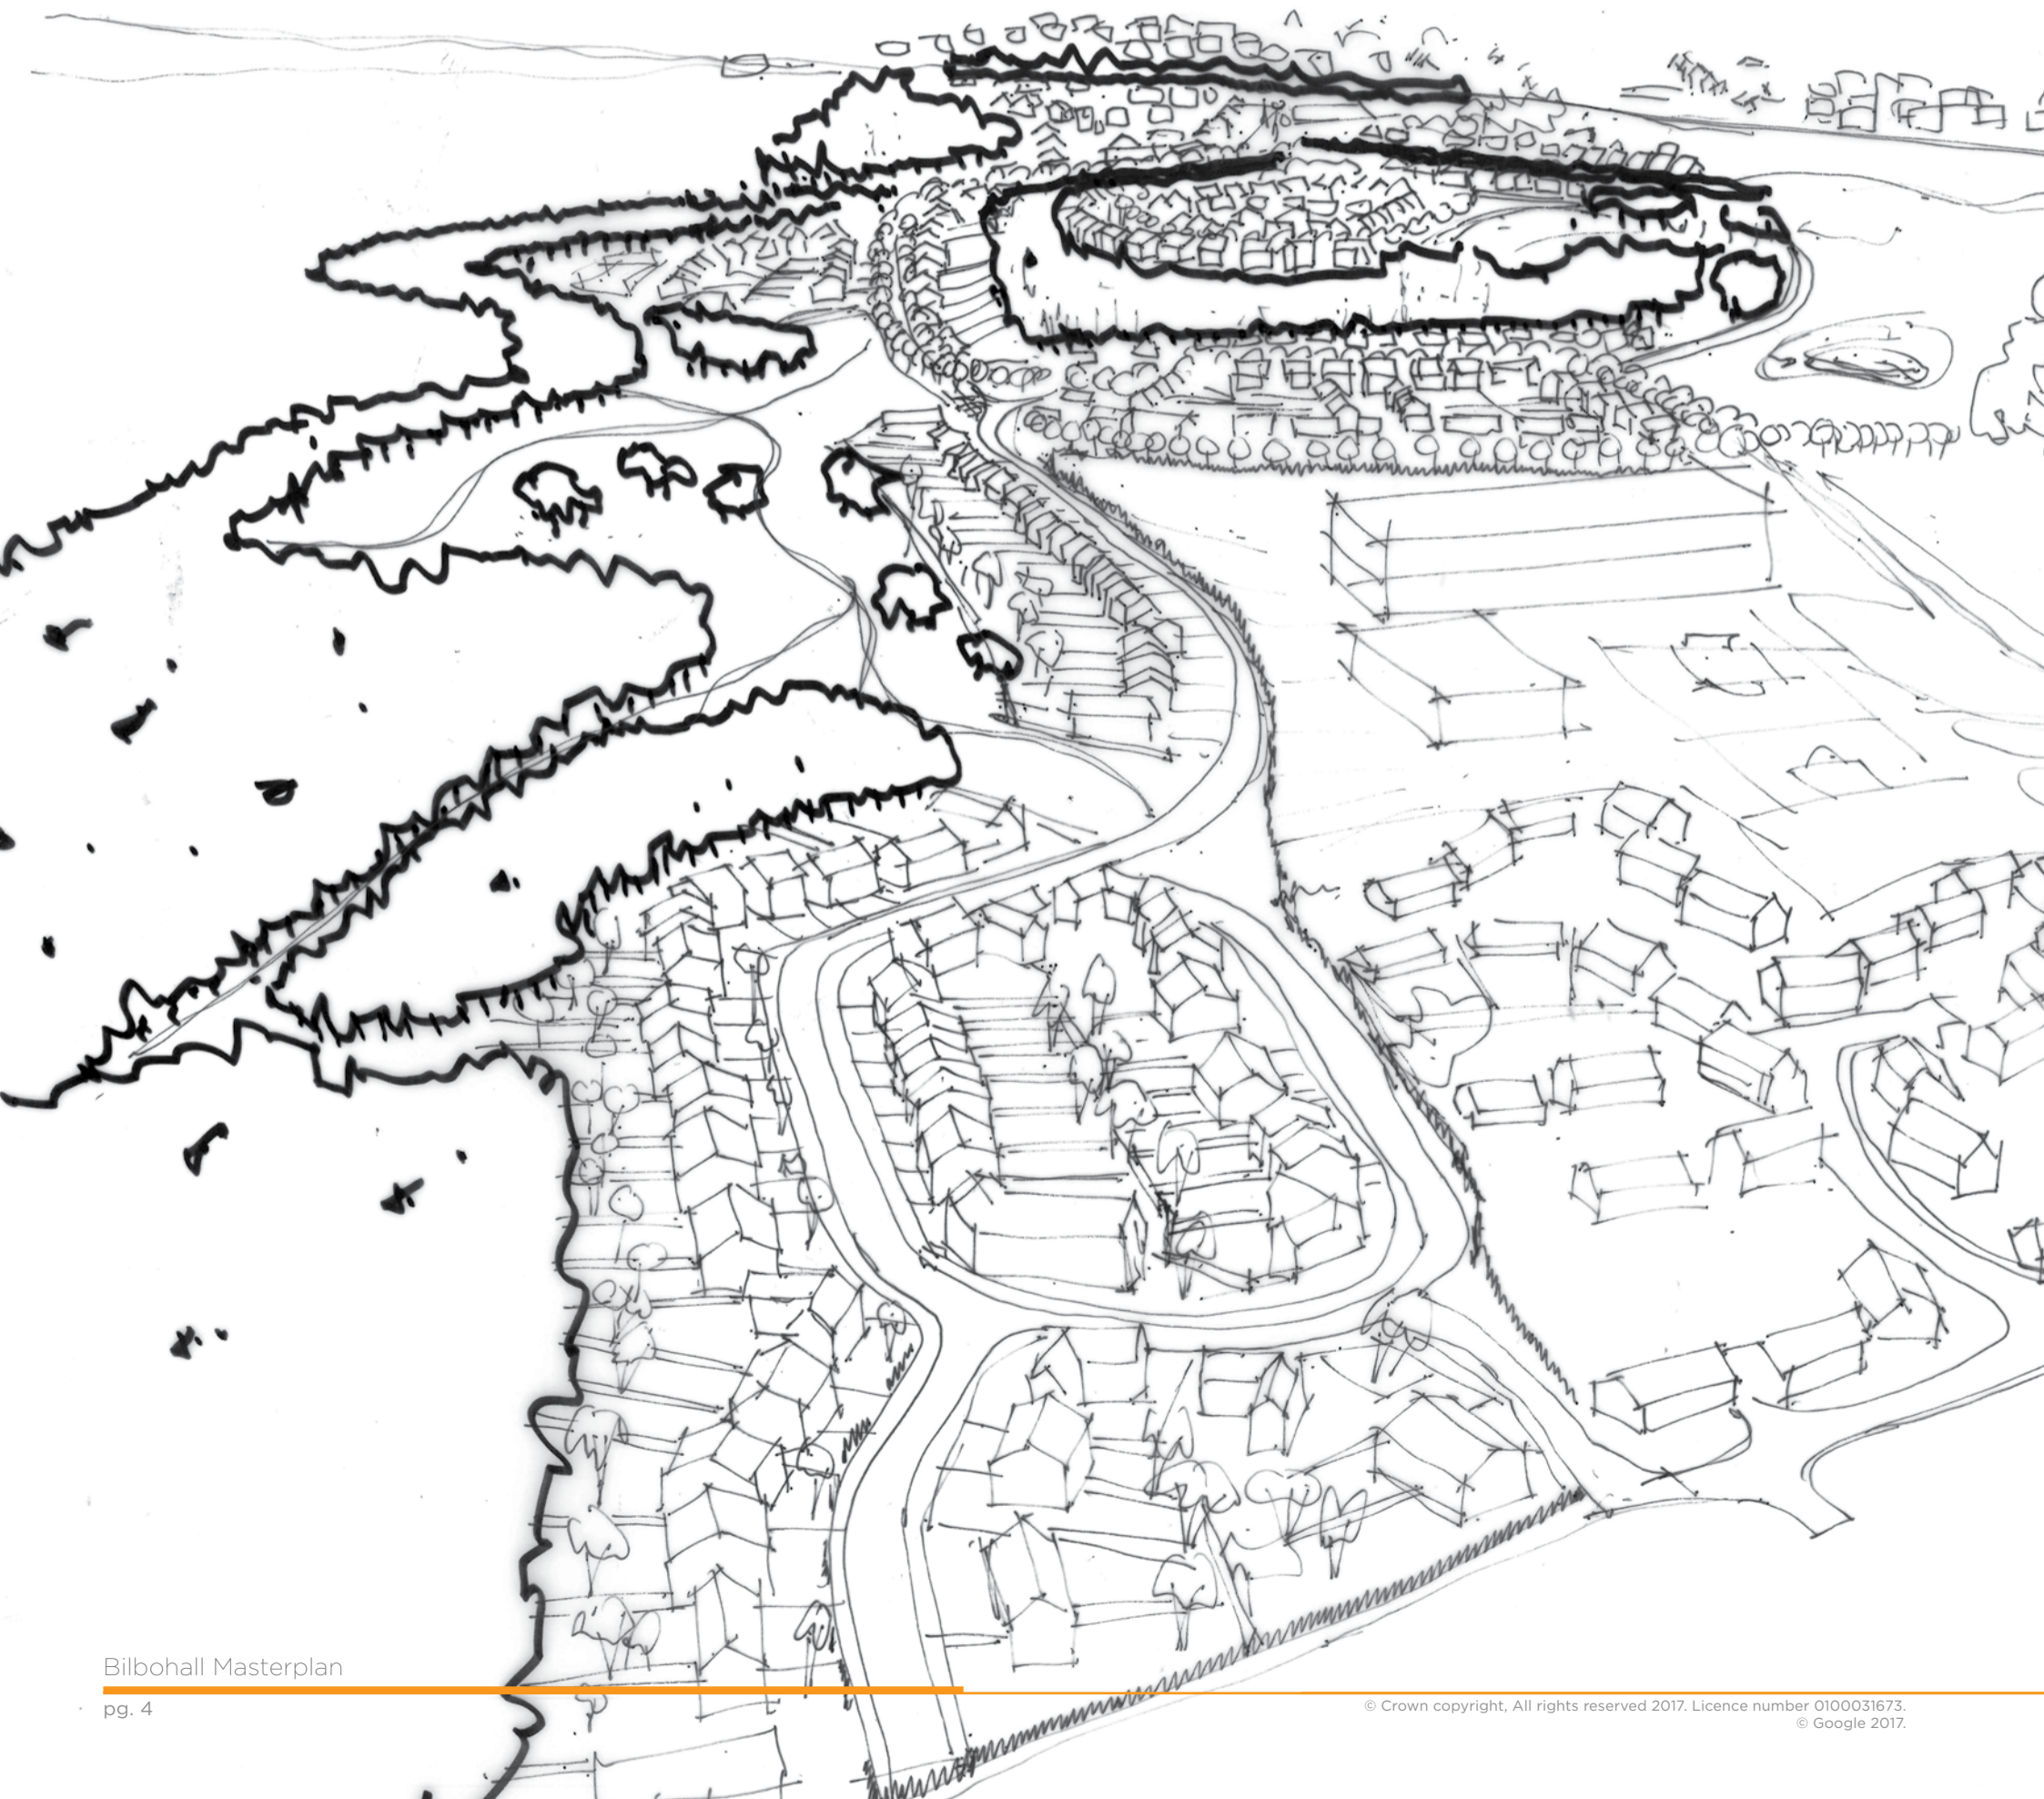 Bilbohall Masterplan
pg. 4
© Crown copyright, All rights reserved 2017. Licence number 0100031673.
© Google 2017.